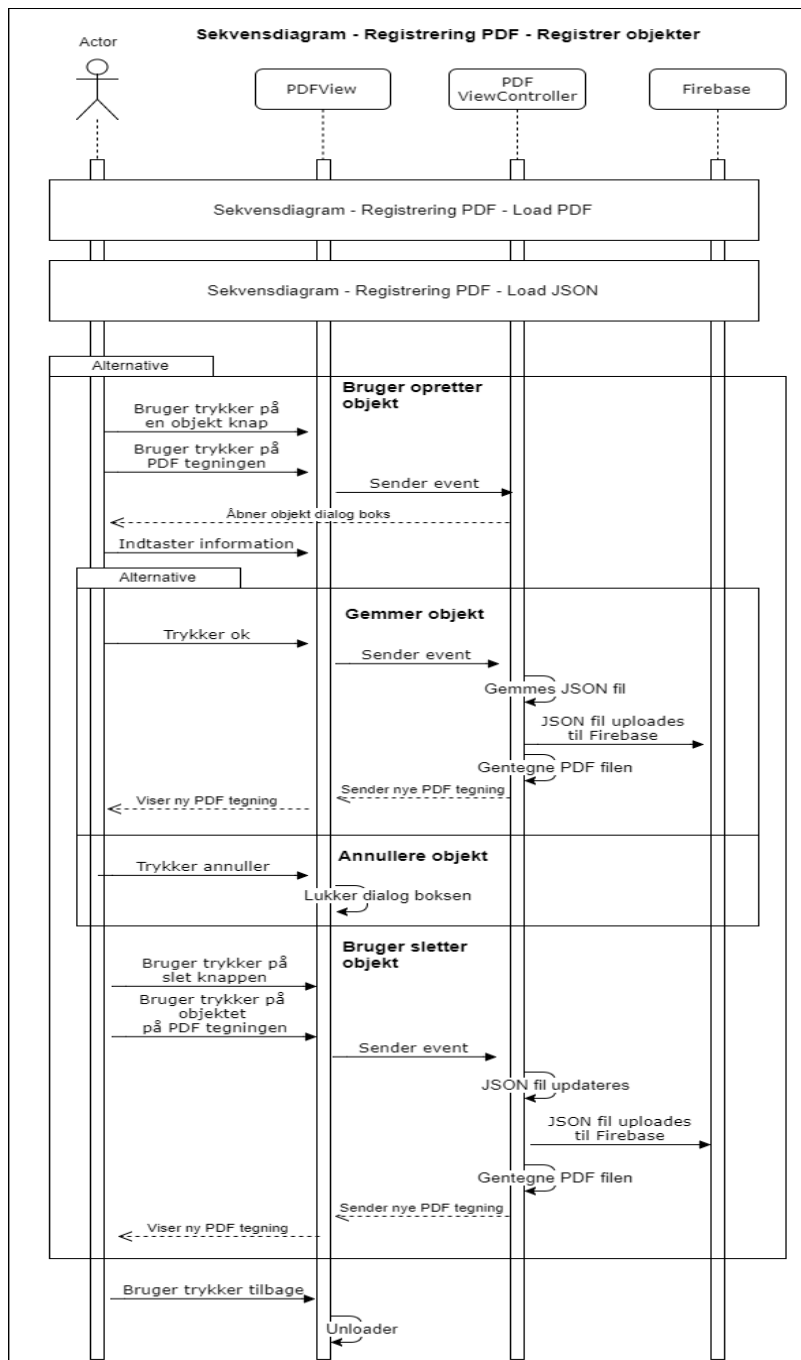 Sekvensdiagram - Registrering PDF - Registrer objekter
Actor
PDFView
PDF
ViewController
Firebase
Sekvensdiagram - Registrering PDF - Load PDF
Sekvensdiagram - Registrering PDF - Load JSON
Alternative
Bruger opretter
objekt
Bruger trykker på
en objekt knap
Bruger trykker på
PDF tegningen
Sender event
Åbner objekt dialog boks
Indtaster information
Alternative
Gemmer objekt
Trykker ok
Sender event
Gemmes JSON fil
JSON fil uploades
til Firebase
Gentegne PDF filen
Sender nye PDF tegning
Viser ny PDF tegning
Annullere objekt
Trykker annuller
Lukker dialog boksen
Bruger sletter
objekt
Bruger trykker på
slet knappen
Bruger trykker på
objektet
på PDF tegningen
Sender event
JSON fil updateres
JSON fil uploades
til Firebase
Gentegne PDF filen
Sender nye PDF tegning
Viser ny PDF tegning
Bruger trykker tilbage
Unloader